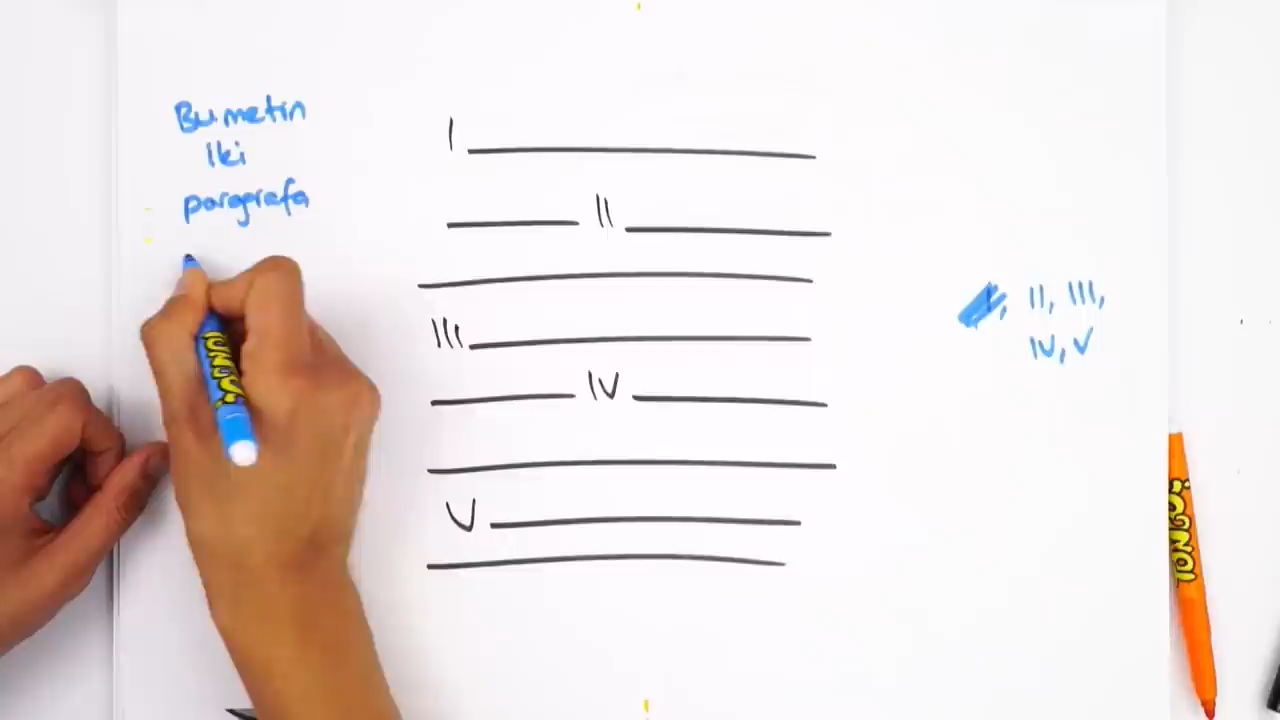 Bu metin
iki
paragrafa
I
II
III
IV
V
I, II, III,
IV, V